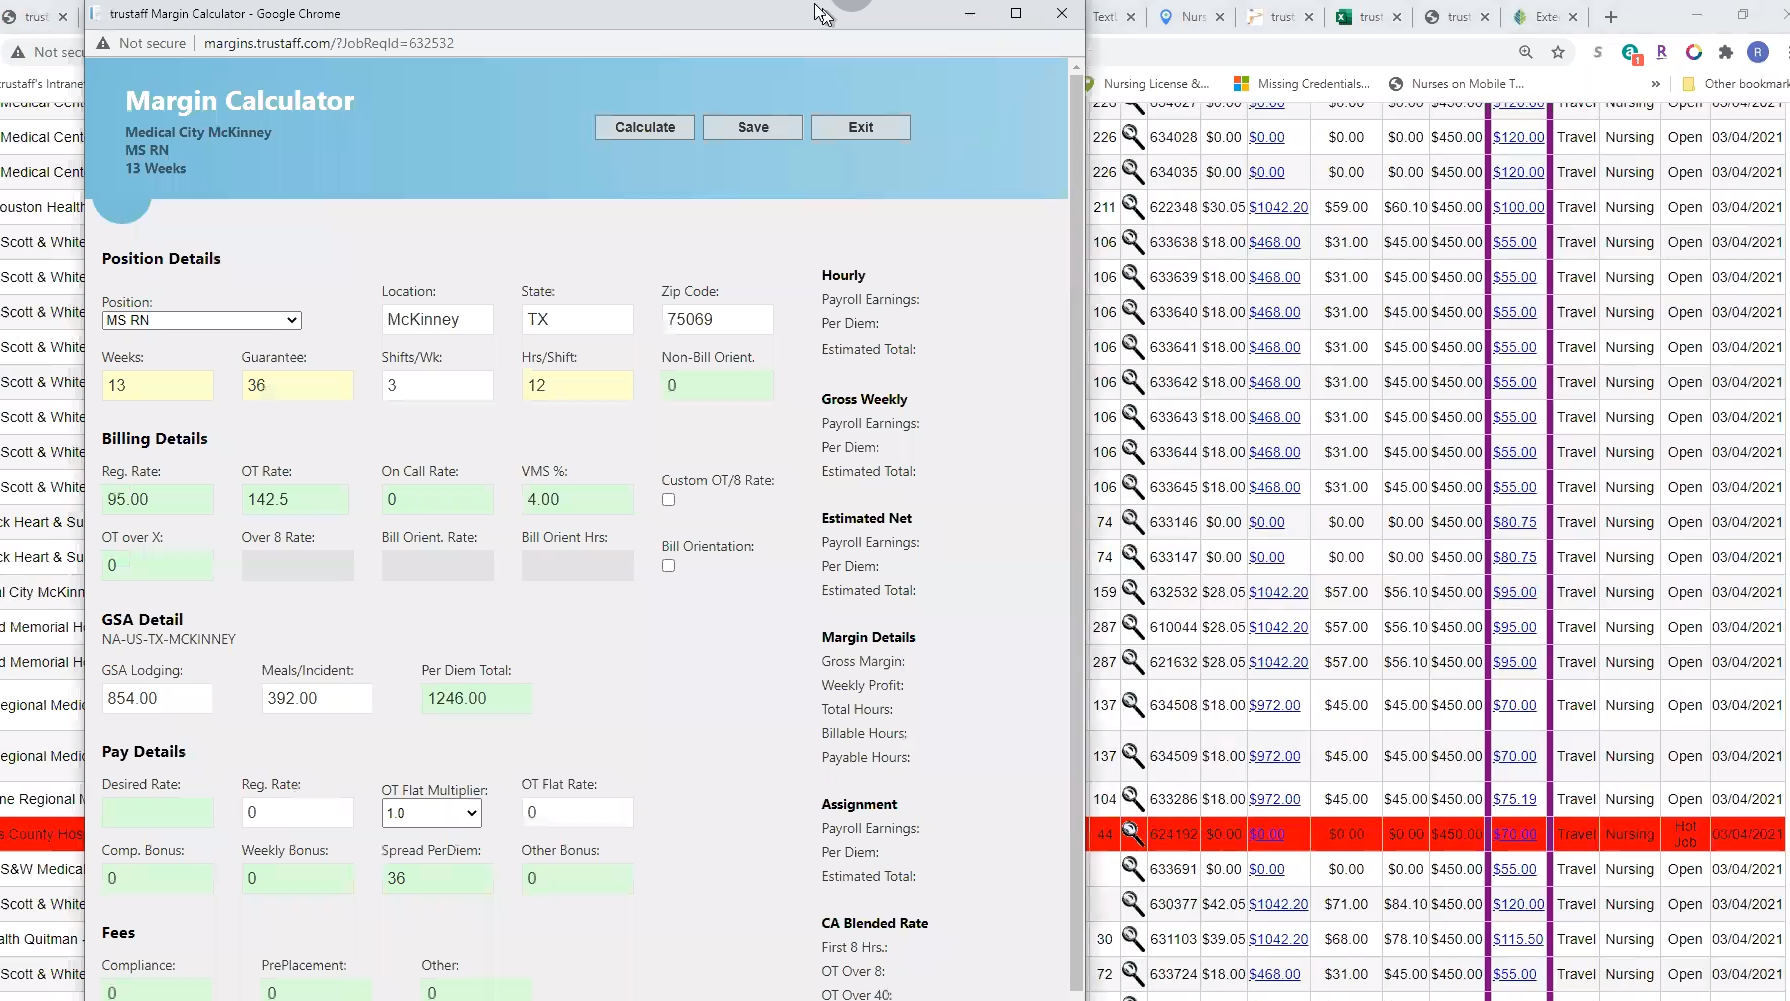 trust
trustaff Margin Calculator - Google Chrome
Not secure
margins.trustaff.com/?JobReqId=632532
Margin Calculator
Medical City McKinney
MS RN
13 Weeks
Calculate
Save
Exit
Position Details
Position:
Location:
State:
Zip Code:
MS RN
McKinney
TX
75069
Weeks:
Guarantee:
Shifts/Wk:
Hrs/Shift:
Non-Bill Orient.
13
36
3
12
0
Billing Details
Reg. Rate:
OT Rate:
On Call Rate:
VMS %:
Custom OT/8 Rate:
95.00
142.5
0
4.00
OT over X:
Over 8 Rate:
Bill Orient. Rate:
Bill Orient Hrs:
Bill Orientation:
0
GSA Detail
NA-US-TX-MCKINNEY
GSA Lodging:
Meals/Incident:
Per Diem Total:
854.00
392.00
1246.00
Pay Details
Desired Rate:
Reg. Rate:
OT Flat Multiplier:
OT Flat Rate:
0
1.0
0
Comp. Bonus:
Weekly Bonus:
Spread PerDiem:
Other Bonus:
0
0
36
0
Fees
Compliance:
PrePlacement:
Other:
0
0
0
Hourly
Payroll Earnings:
Per Diem:
Estimated Total:
Gross Weekly
Payroll Earnings:
Per Diem:
Estimated Total:
Estimated Net
Payroll Earnings:
Per Diem:
Estimated Total:
Margin Details
Gross Margin:
Weekly Profit:
Total Hours:
Billable Hours:
Payable Hours:
Assignment
Payroll Earnings:
Per Diem:
Estimated Total:
CA Blended Rate
First 8 Hrs.:
OT Over 8:
OT Over 40:
Not secu
trustaff's Intranet
Medical Cent
Medical Cent
Medical Cent
ouston Health
Scott & White
Scott & White
Scott & White
Scott & White
Scott & White
Scott & White
Scott & White
Scott & White
ck Heart & Su
ck Heart & Su
al City McKinn
d Memorial Ho
d Memorial Ho
egional Medic
egional Medic
ne Regional M
s County Hos
S&W Medical
Scott & White
alth Quitman -
Scott & White
Textl
Nurs
trust
trust
trust
Exte
1
R
Nursing License &...
Missing Credentials...
Nurses on Mobile T...
»
Other bookmark
226 634027 $0.00 $0.00 $0.00 $0.00 $450.00 $120.00 Travel Nursing Open 03/04/2021
226 634028 $0.00 $0.00 $0.00 $0.00 $450.00 $120.00 Travel Nursing Open 03/04/2021
226 634035 $0.00 $0.00 $0.00 $0.00 $450.00 $120.00 Travel Nursing Open 03/04/2021
211 622348 $30.05 $1042.20 $59.00 $60.10 $450.00 $100.00 Travel Nursing Open 03/04/2021
106 633638 $18.00 $468.00 $31.00 $45.00 $450.00 $55.00 Travel Nursing Open 03/04/2021
106 633639 $18.00 $468.00 $31.00 $45.00 $450.00 $55.00 Travel Nursing Open 03/04/2021
106 633640 $18.00 $468.00 $31.00 $45.00 $450.00 $55.00 Travel Nursing Open 03/04/2021
106 633641 $18.00 $468.00 $31.00 $45.00 $450.00 $55.00 Travel Nursing Open 03/04/2021
106 633642 $18.00 $468.00 $31.00 $45.00 $450.00 $55.00 Travel Nursing Open 03/04/2021
106 633643 $18.00 $468.00 $31.00 $45.00 $450.00 $55.00 Travel Nursing Open 03/04/2021
106 633644 $18.00 $468.00 $31.00 $45.00 $450.00 $55.00 Travel Nursing Open 03/04/2021
106 633645 $18.00 $468.00 $31.00 $45.00 $450.00 $55.00 Travel Nursing Open 03/04/2021
74 633146 $0.00 $0.00 $0.00 $0.00 $450.00 $80.75 Travel Nursing Open 03/04/2021
74 633147 $0.00 $0.00 $0.00 $0.00 $450.00 $80.75 Travel Nursing Open 03/04/2021
159 632532 $28.05 $1042.20 $57.00 $56.10 $450.00 $95.00 Travel Nursing Open 03/04/2021
287 610044 $28.05 $1042.20 $57.00 $56.10 $450.00 $95.00 Travel Nursing Open 03/04/2021
287 621632 $28.05 $1042.20 $57.00 $56.10 $450.00 $95.00 Travel Nursing Open 03/04/2021
137 634508 $18.00 $972.00 $45.00 $45.00 $450.00 $70.00 Travel Nursing Open 03/04/2021
137 634509 $18.00 $972.00 $45.00 $45.00 $450.00 $70.00 Travel Nursing Open 03/04/2021
104 633286 $18.00 $972.00 $45.00 $45.00 $450.00 $75.19 Travel Nursing Open 03/04/2021
44 624192 $0.00 $0.00 $0.00 $0.00 $450.00 $70.00 Travel Nursing Hot Job 03/04/2021
633691 $0.00 $0.00 $0.00 $0.00 $450.00 $55.00 Travel Nursing Open 03/04/2021
630377 $42.05 $1042.20 $71.00 $84.10 $450.00 $120.00 Travel Nursing Open 03/04/2021
30 631103 $39.05 $1042.20 $68.00 $78.10 $450.00 $115.50 Travel Nursing Open 03/04/2021
72 633724 $18.00 $468.00 $31.00 $45.00 $450.00 $55.00 Travel Nursing Open 03/04/2021